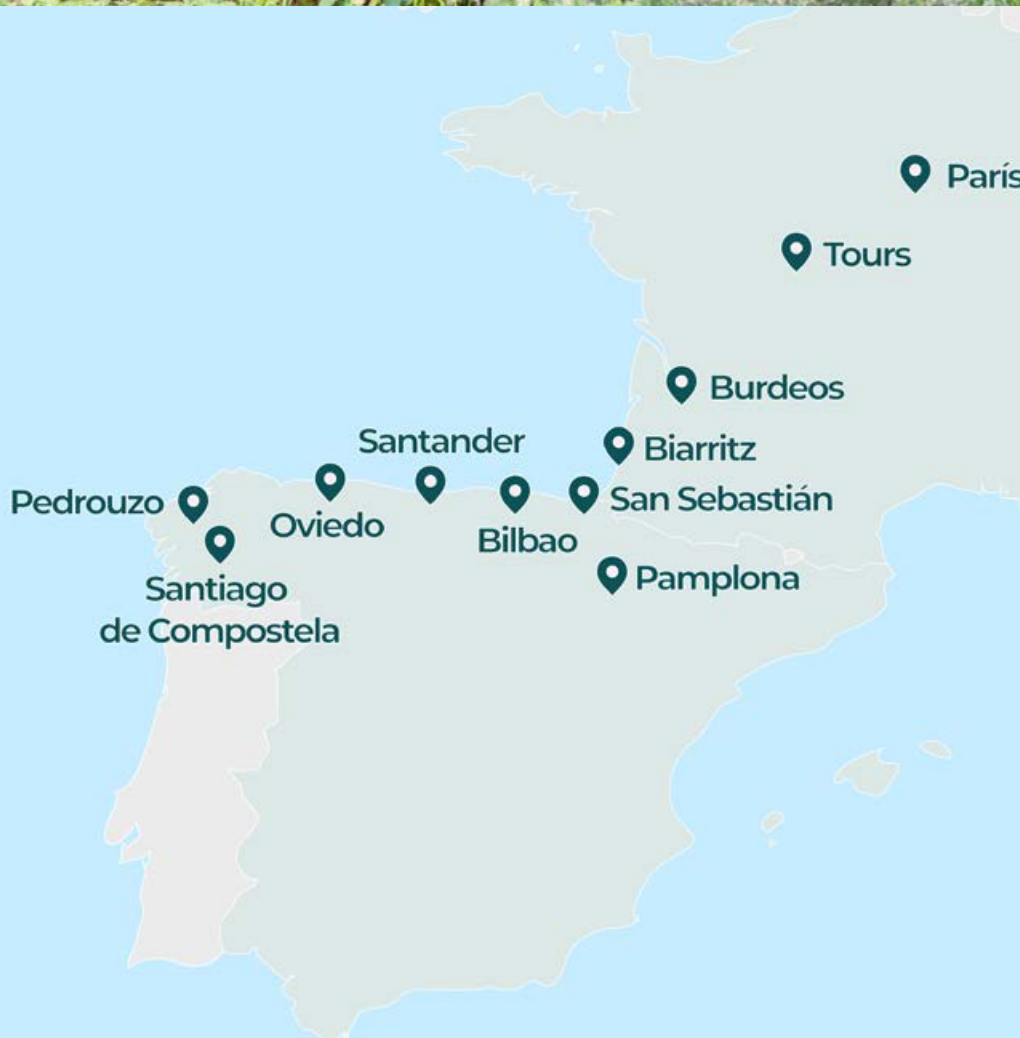 París
Tours
Burdeos
Santander
Biarritz
Pedrouzo
San Sebastián
Oviedo
Bilbao
Pamplona
Santiago
de Compostela